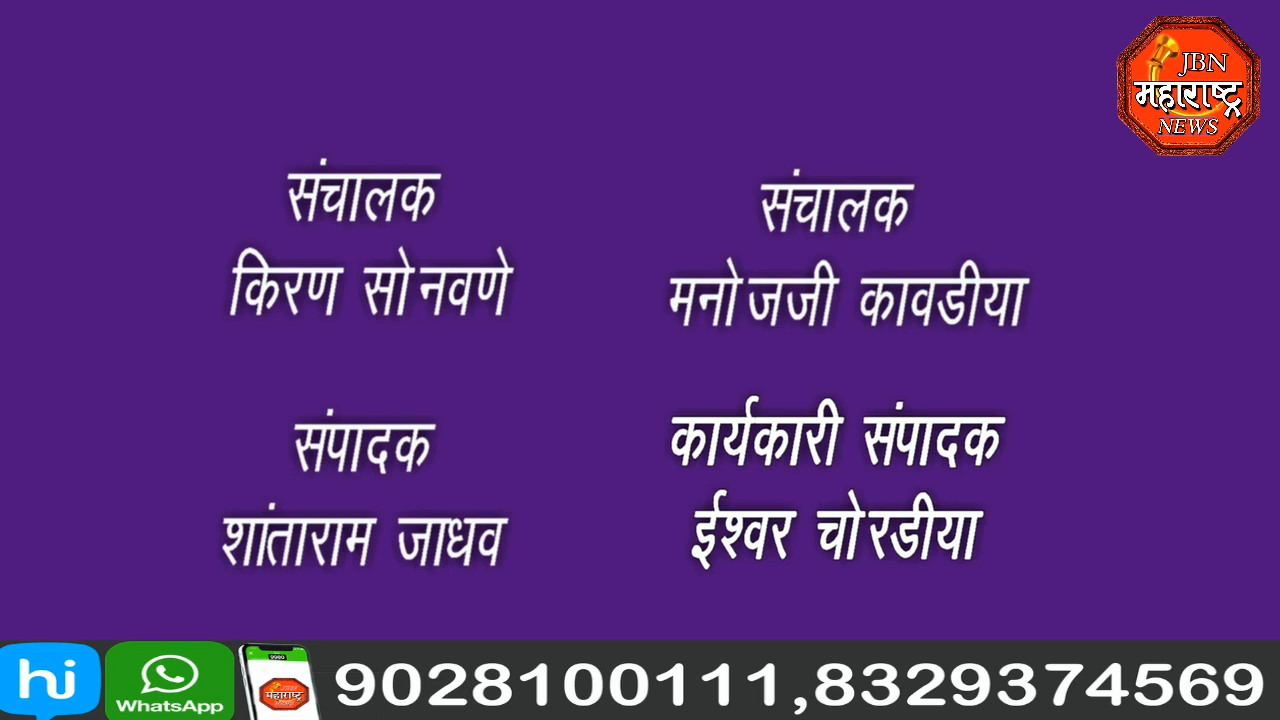 JBN
महाराष्ट्र
NEWS
संचालक
किरण सोनवणे
संचालक
मनोजजी कावडीया
संपादक
शांताराम जाधव
कार्यकारी संपादक
ईश्वर चोरडीया
hi
WhatsApp
महाराष्ट्र
9028100111,8329374569